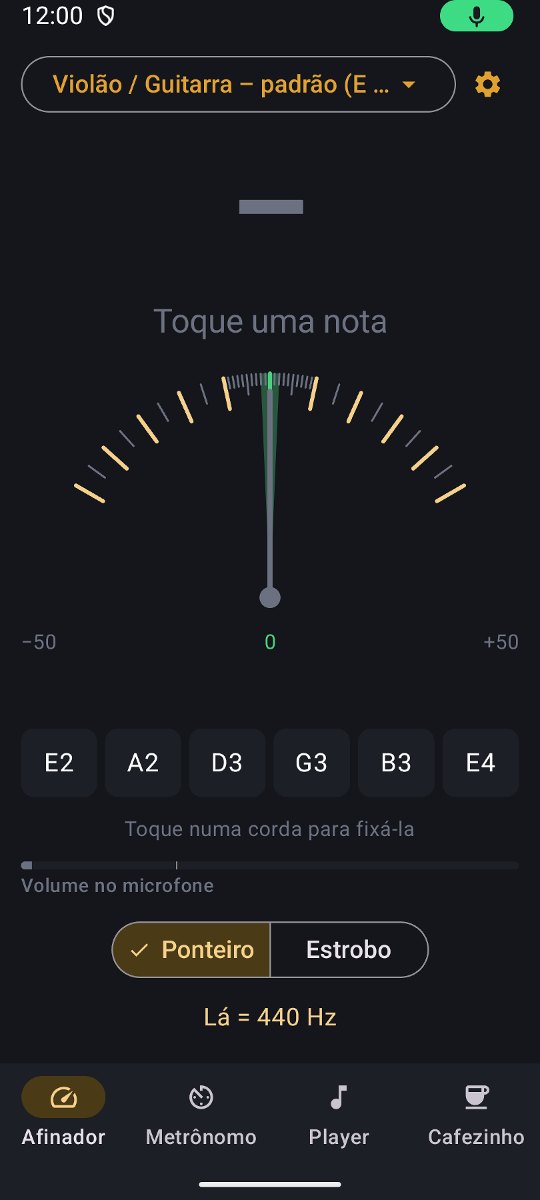 12:00
Violão / Guitarra – padrão (E ...
Toque uma nota
−50 0 +50
E2 A2 D3 G3 B3 E4
Toque numa corda para fixá-la
Volume no microfone
Ponteiro Estrobo
Lá = 440 Hz
Afinador Metrônomo Player Cafezinho